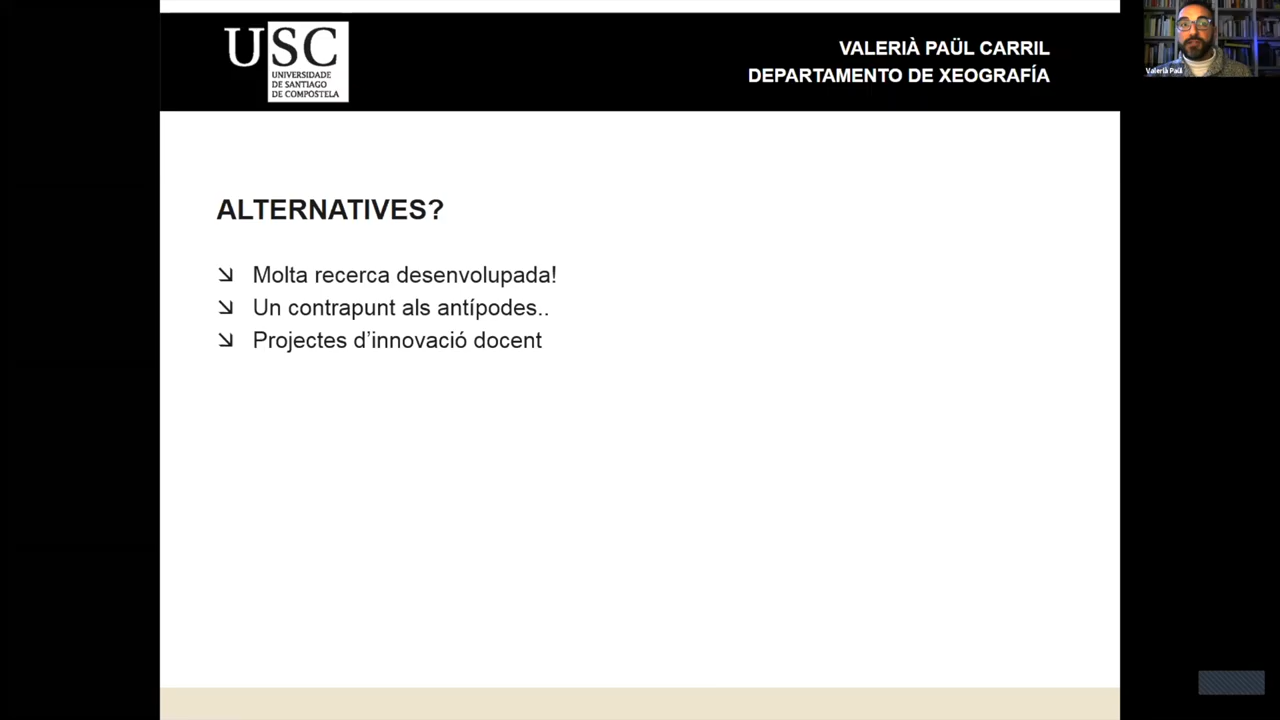 USC
UNIVERSIDADE
DE SANTIAGO
DE COMPOSTELA
VALERIÀ PAÜL CARRIL
DEPARTAMENTO DE XEOGRAFÍA
Valerià Paül
ALTERNATIVES?
Molta recerca desenvolupada!
Un contrapunt als antípodes..
Projectes d’innovació docent